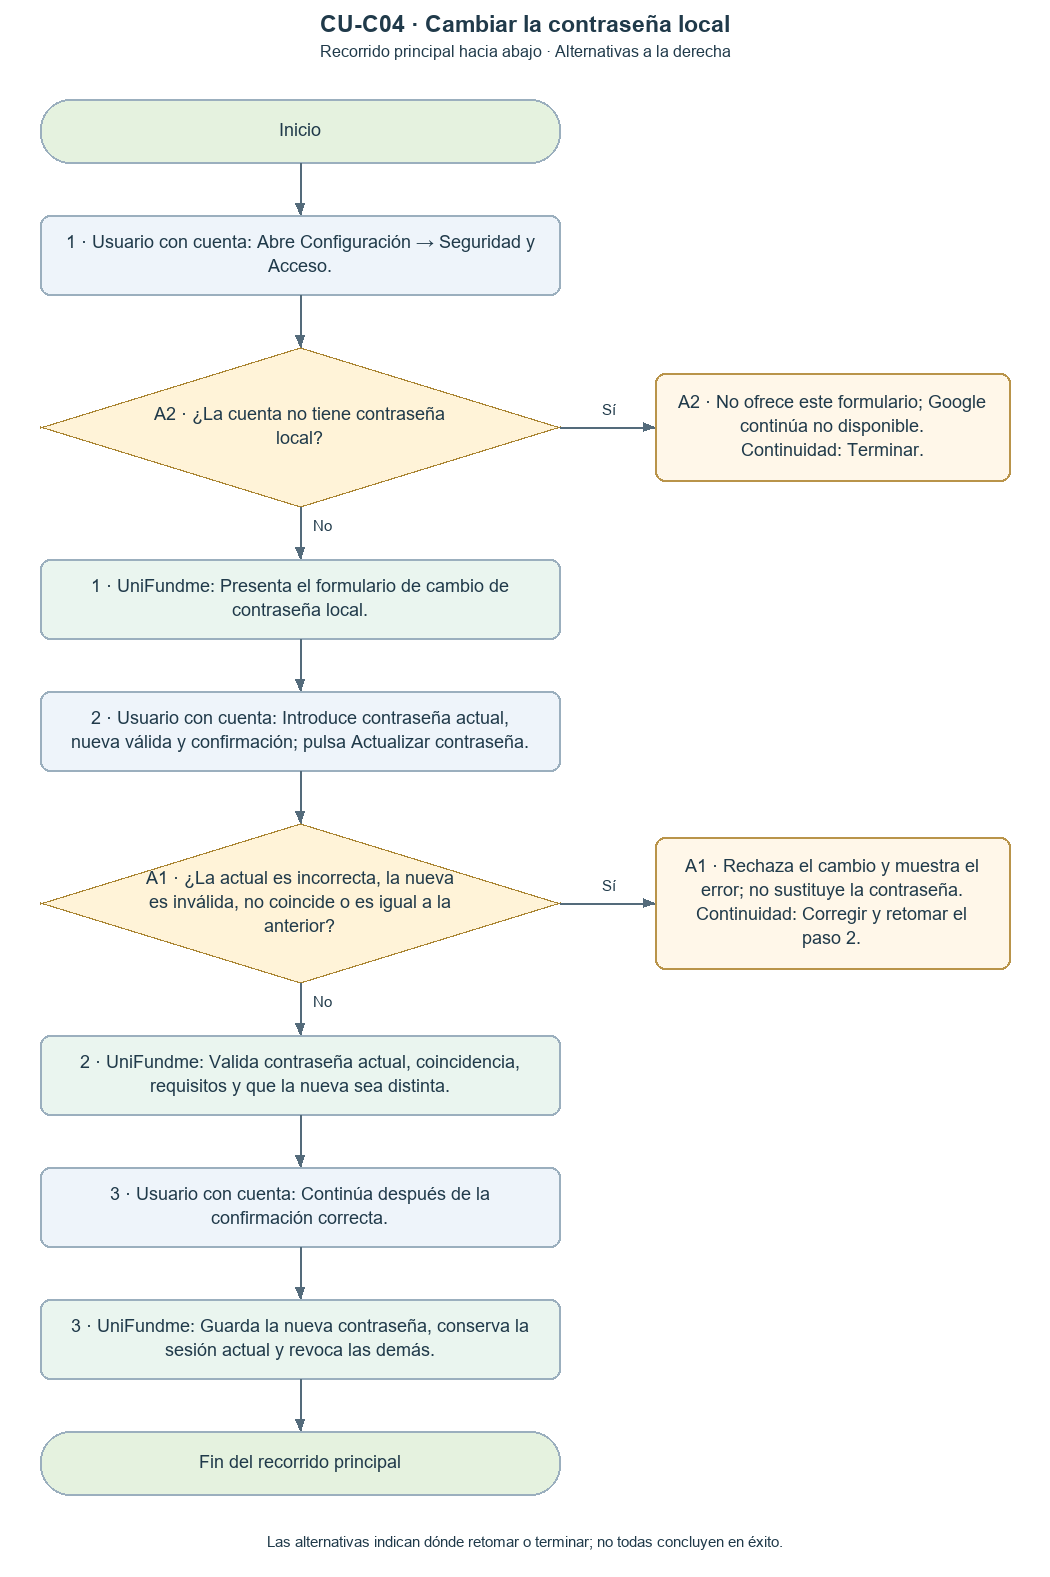 CU-C04 · Cambiar la contraseña local
Recorrido principal hacia abajo · Alternativas a la derecha
Inicio
1 · Usuario con cuenta: Abre Configuración → Seguridad y
Acceso.
A2 · ¿La cuenta no tiene contraseña
local?
Sí
A2 · No ofrece este formulario; Google
continúa no disponible.
Continuidad: Terminar.
No
1 · UniFundme: Presenta el formulario de cambio de
contraseña local.
2 · Usuario con cuenta: Introduce contraseña actual,
nueva válida y confirmación; pulsa Actualizar contraseña.
A1 · ¿La actual es incorrecta, la nueva
es inválida, no coincide o es igual a la
anterior?
Sí
A1 · Rechaza el cambio y muestra el
error; no sustituye la contraseña.
Continuidad: Corregir y retomar el
paso 2.
No
2 · UniFundme: Valida contraseña actual, coincidencia,
requisitos y que la nueva sea distinta.
3 · Usuario con cuenta: Continúa después de la
confirmación correcta.
3 · UniFundme: Guarda la nueva contraseña, conserva la
sesión actual y revoca las demás.
Fin del recorrido principal
Las alternativas indican dónde retomar o terminar; no todas concluyen en éxito.